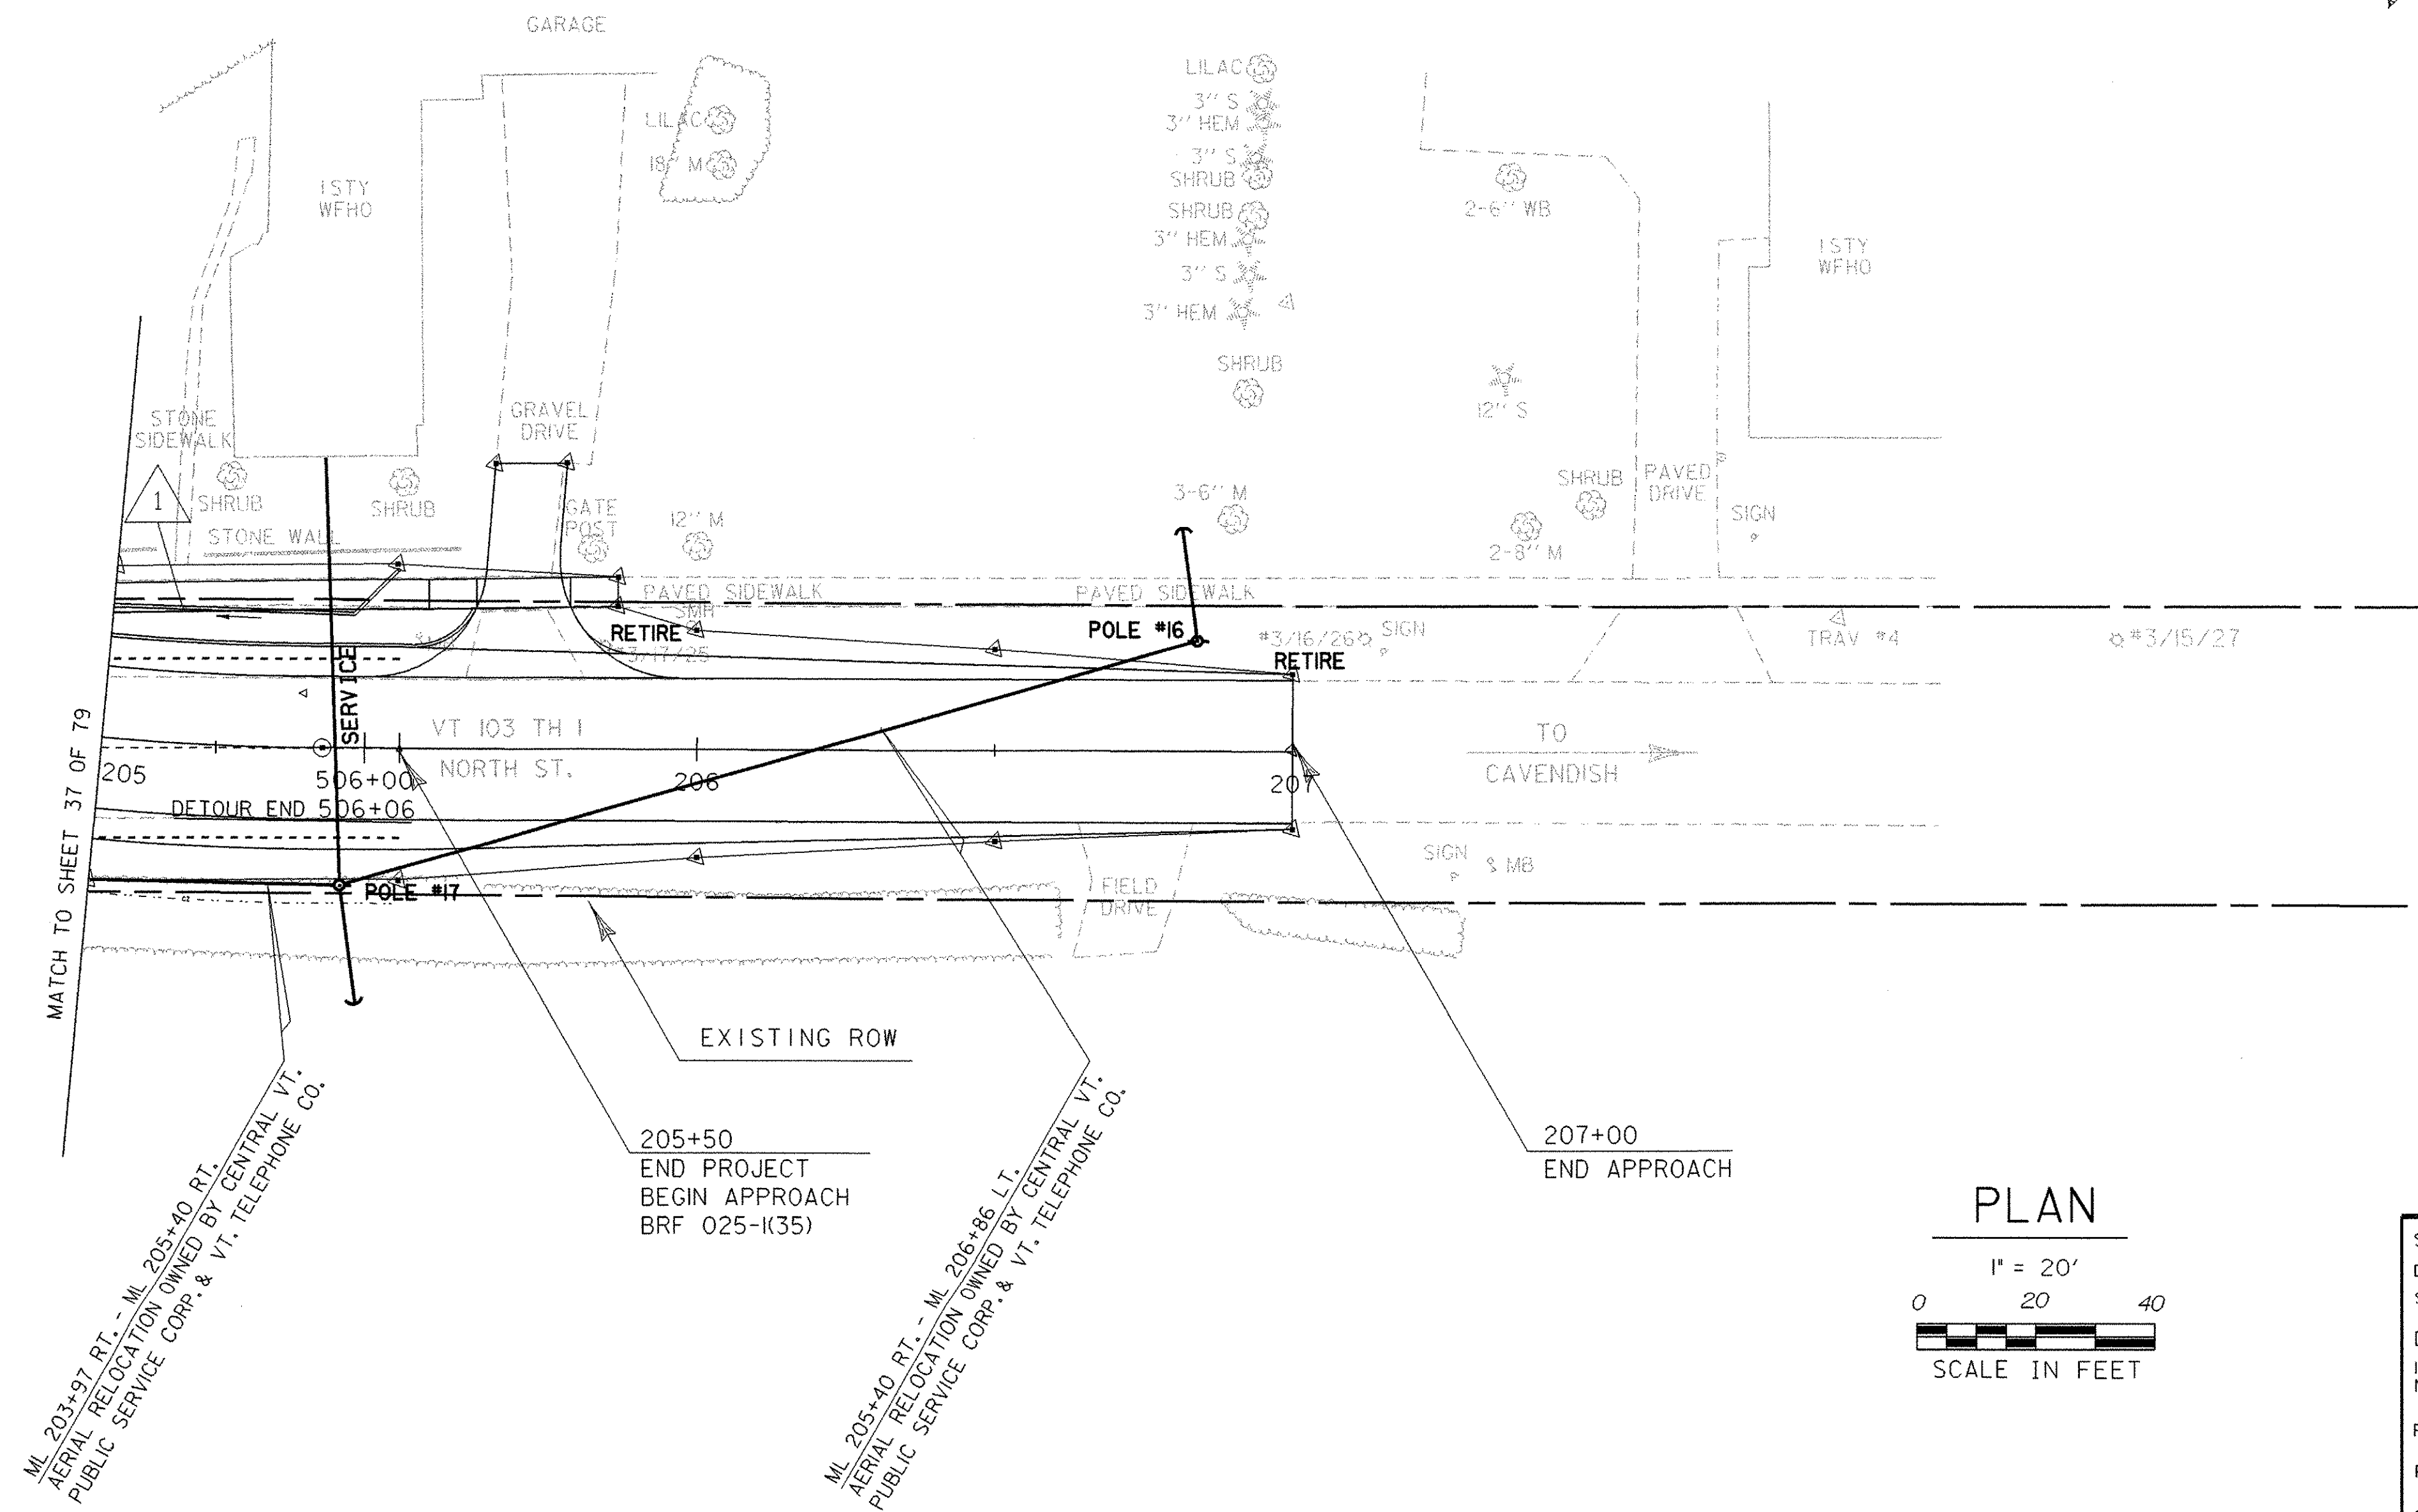 GARAGE
LILAC
3" S
3" HEM
3" S
SHRUB
SHRUB
3" HEM
3" S
3" HEM
SHRUB
LILAC
18" M
1STY
WFHO
2-6" WB
1STY
WFHO
12" S
STONE
SIDEWALK
GRAVEL
DRIVE
1
SHRUB
SHRUB
STONE WALL
GATE
POST
12" M
3-6" M
SHRUB
2-8" M
PAVED
DRIVE
SIGN
PAVED SIDEWALK
PAVED SIDEWALK
SMH
RETIRE
#3/17/25
POLE #16
#3/16/26
SIGN
RETIRE
TRAV #4
#3/15/27
SERVICE
VT 103 TH 1
NORTH ST.
TO
CAVENDISH
205
506+00
206
207
DETOUR END 506+06
MATCH TO SHEET 37 OF 79
POLE #17
SIGN
MB
FIELD
DRIVE
EXISTING ROW
ML 203+97 RT. - ML 205+40 RT.
AERIAL RELOCATION OWNED BY CENTRAL VT.
PUBLIC SERVICE CORP. & VT. TELEPHONE CO.
205+50
END PROJECT
BEGIN APPROACH
BRF 025-1(35)
ML 205+40 RT. - ML 206+86 LT.
AERIAL RELOCATION OWNED BY CENTRAL VT.
PUBLIC SERVICE CORP. & VT. TELEPHONE CO.
207+00
END APPROACH
PLAN
1" = 20'
0 20 40
SCALE IN FEET